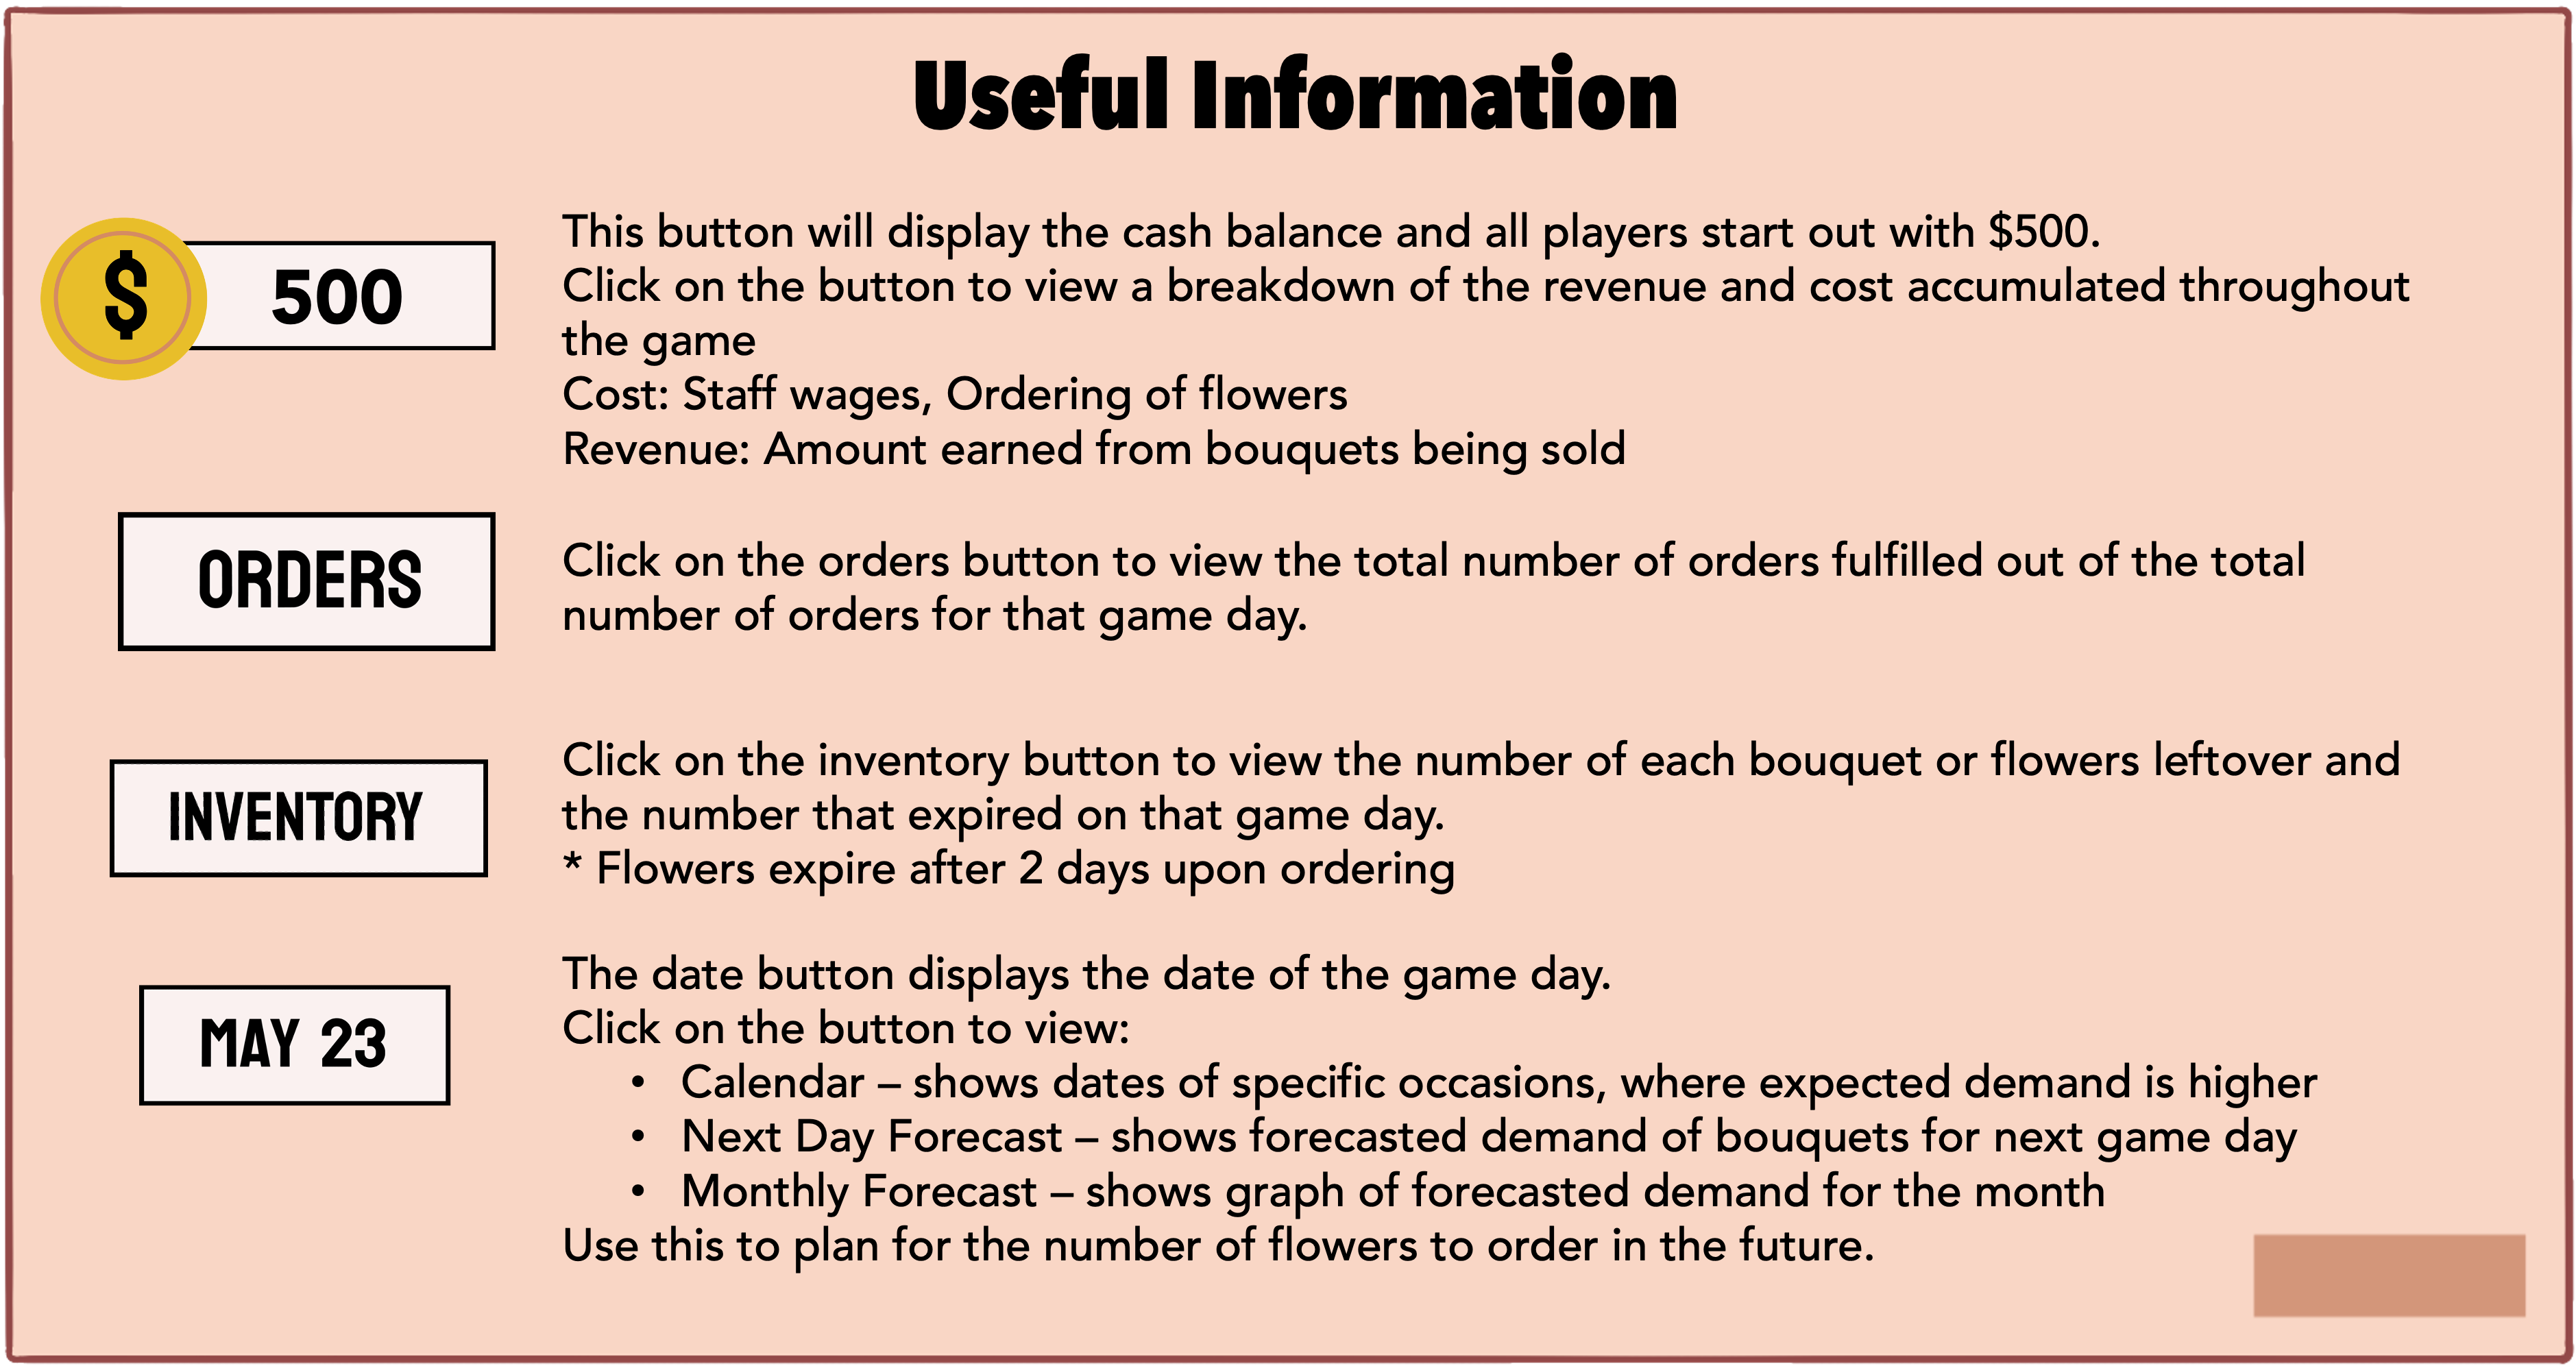 Useful Information
$ 500
This button will display the cash balance and all players start out with $500.
Click on the button to view a breakdown of the revenue and cost accumulated throughout
the game
Cost: Staff wages, Ordering of flowers
Revenue: Amount earned from bouquets being sold
ORDERS
Click on the orders button to view the total number of orders fulfilled out of the total
number of orders for that game day.
INVENTORY
Click on the inventory button to view the number of each bouquet or flowers leftover and
the number that expired on that game day.
* Flowers expire after 2 days upon ordering
MAY 23
The date button displays the date of the game day.
Click on the button to view:
• Calendar – shows dates of specific occasions, where expected demand is higher
• Next Day Forecast – shows forecasted demand of bouquets for next game day
• Monthly Forecast – shows graph of forecasted demand for the month
Use this to plan for the number of flowers to order in the future.